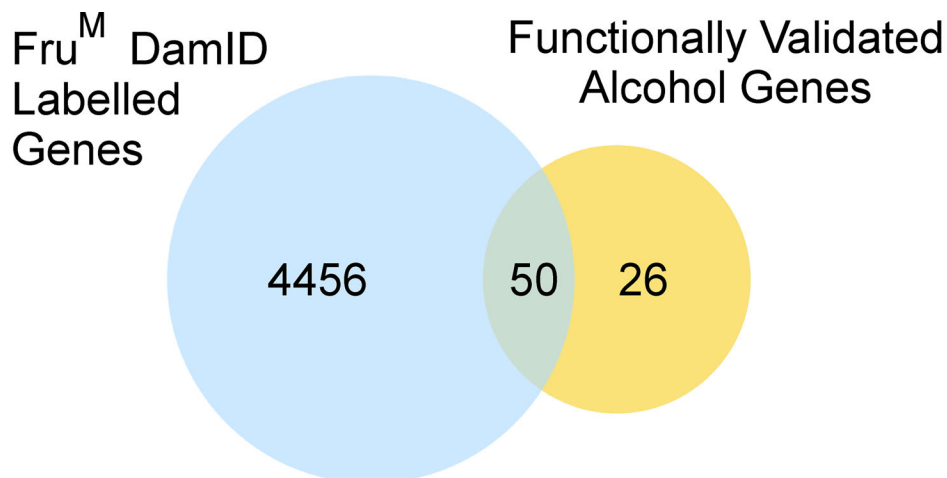 Fru^M DamID
Labelled
Genes
Functionally Validated
Alcohol Genes
4456
50
26